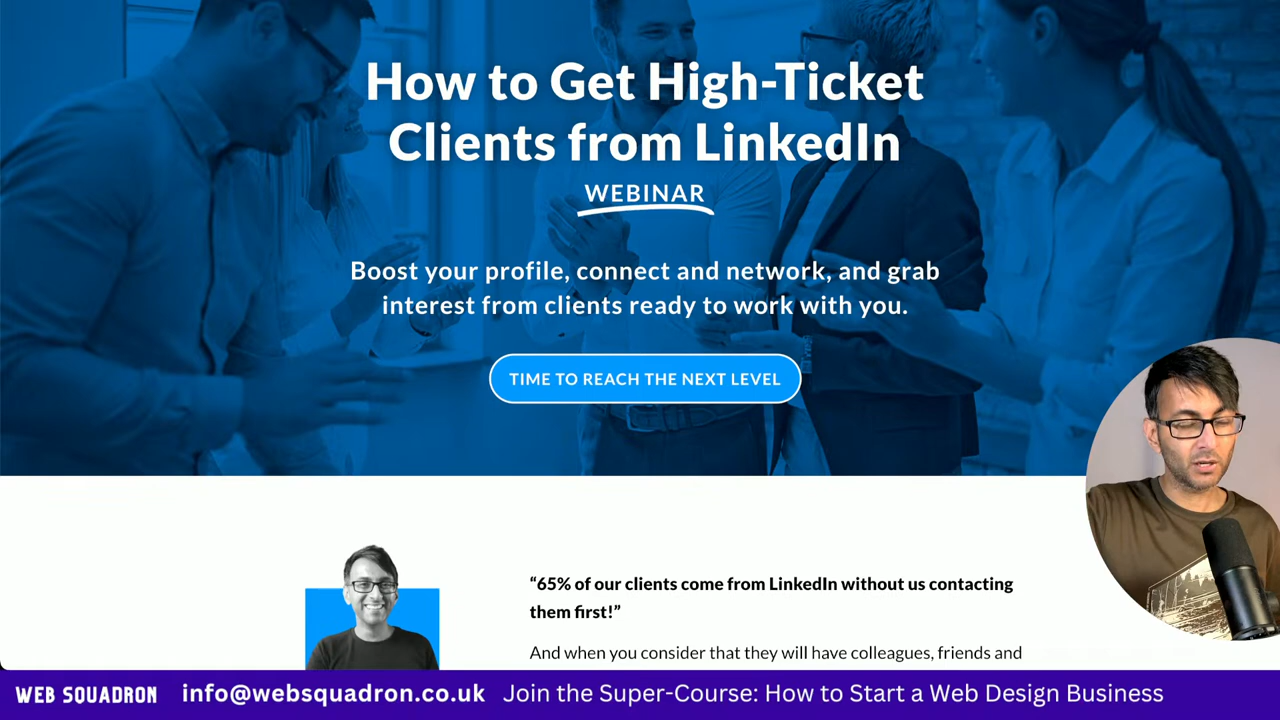 How to Get High-Ticket
Clients from LinkedIn
WEBINAR
Boost your profile, connect and network, and grab
interest from clients ready to work with you.
TIME TO REACH THE NEXT LEVEL
“65% of our clients come from LinkedIn without us contacting
them first!”
And when you consider that they will have colleagues, friends and
WEB SQUADRON info@websquadron.co.uk Join the Super-Course: How to Start a Web Design Business